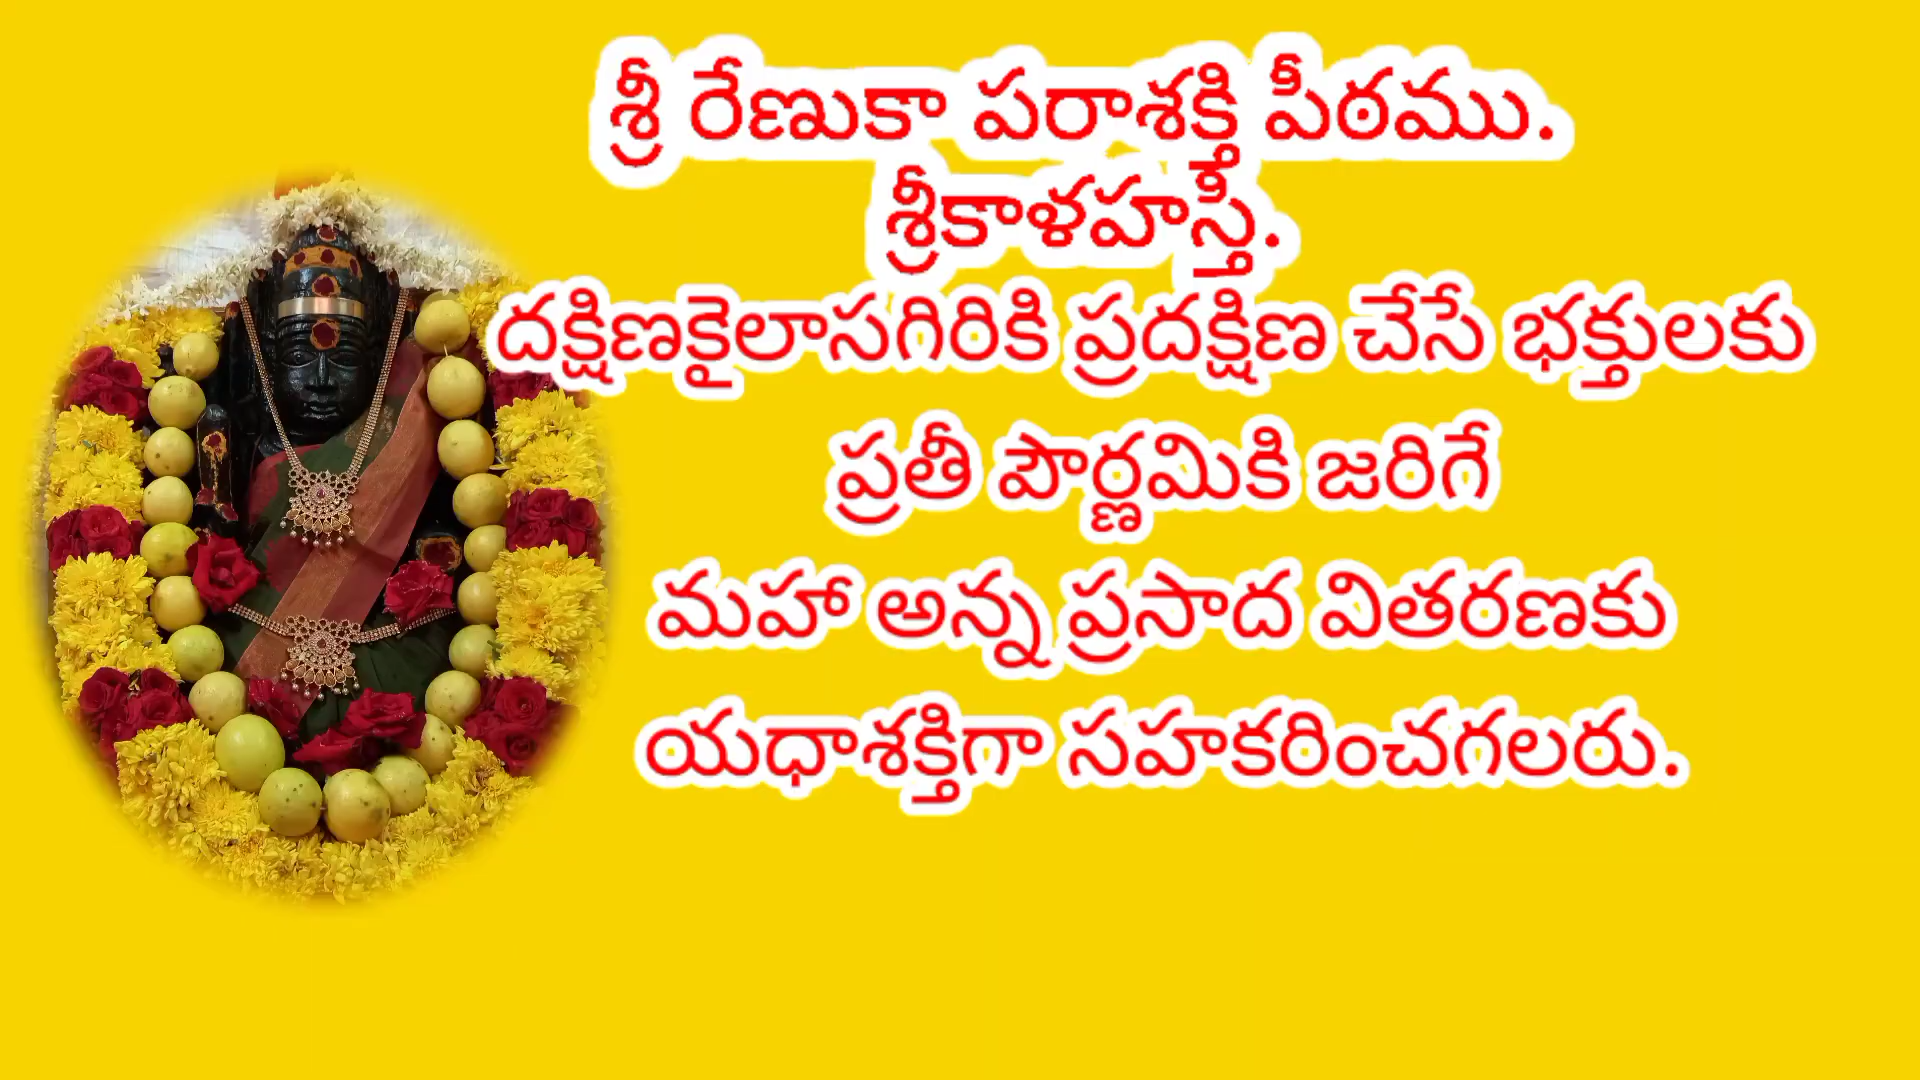 శ్రీ రేణుకా పరాశక్తి పీఠము.
శ్రీకాళహస్తి.
దక్షిణకైలాసగిరికి ప్రదక్షిణ చేసే భక్తులకు
ప్రతీ పౌర్ణమికి జరిగే
మహా అన్న ప్రసాద వితరణకు
యధాశక్తిగా సహకరించగలరు.